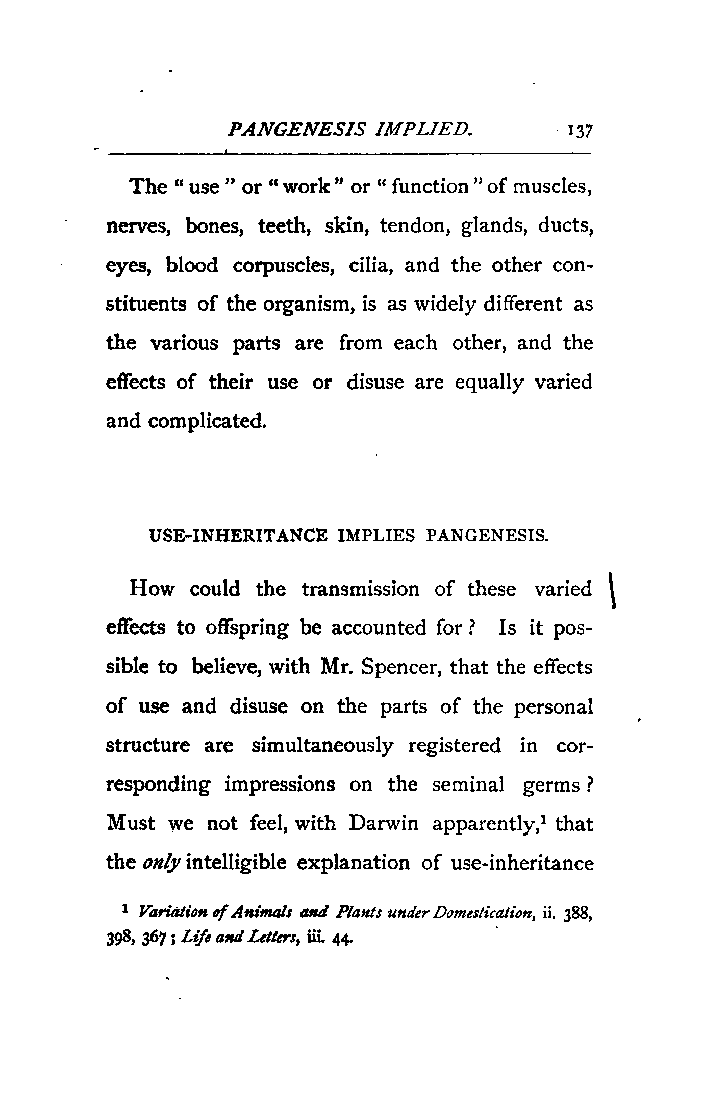 PANGENESIS IMPLIED. 137
The “ use ” or “ work ” or “ function ” of muscles,
nerves, bones, teeth, skin, tendon, glands, ducts,
eyes, blood corpuscles, cilia, and the other con-
stituents of the organism, is as widely different as
the various parts are from each other, and the
effects of their use or disuse are equally varied
and complicated.
USE-INHERITANCE IMPLIES PANGENESIS.
How could the transmission of these varied
effects to offspring be accounted for ? Is it pos-
sible to believe, with Mr. Spencer, that the effects
of use and disuse on the parts of the personal
structure are simultaneously registered in cor-
responding impressions on the seminal germs ?
Must we not feel, with Darwin apparently,¹ that
the only intelligible explanation of use-inheritance
¹ Variation of Animals and Plants under Domestication, ii. 388,
398, 367 ; Life and Letters, iii. 44.